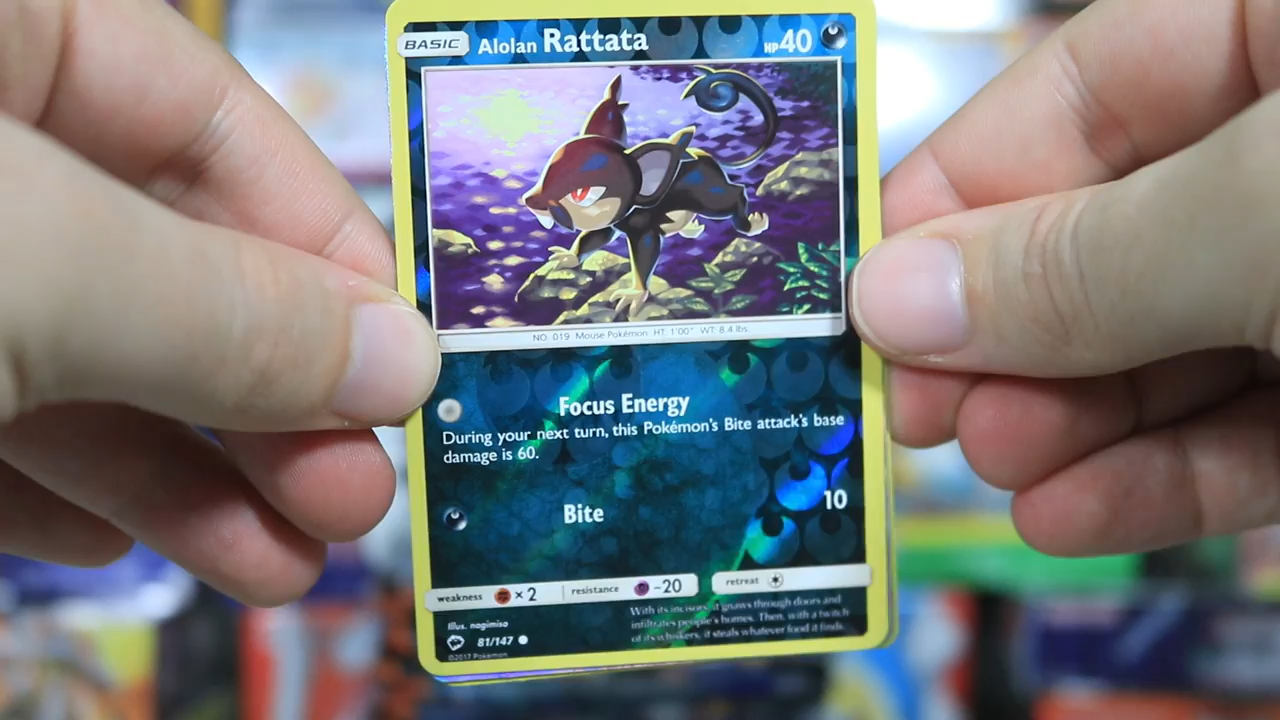 BASIC Alolan Rattata HP 40
NO. 019 Mouse Pokémon HT: 1'00" WT: 8.4 lbs.
Focus Energy
During your next turn, this Pokémon's Bite attack's base
damage is 60.
Bite 10
weakness ×2 resistance -20 retreat
With its incisors, it gnaws through doors and
infiltrates people's homes. Then, with a twitch
of its whiskers, it steals whatever food it finds.
Illus. nagimiso
81/147
©2017 Pokémon